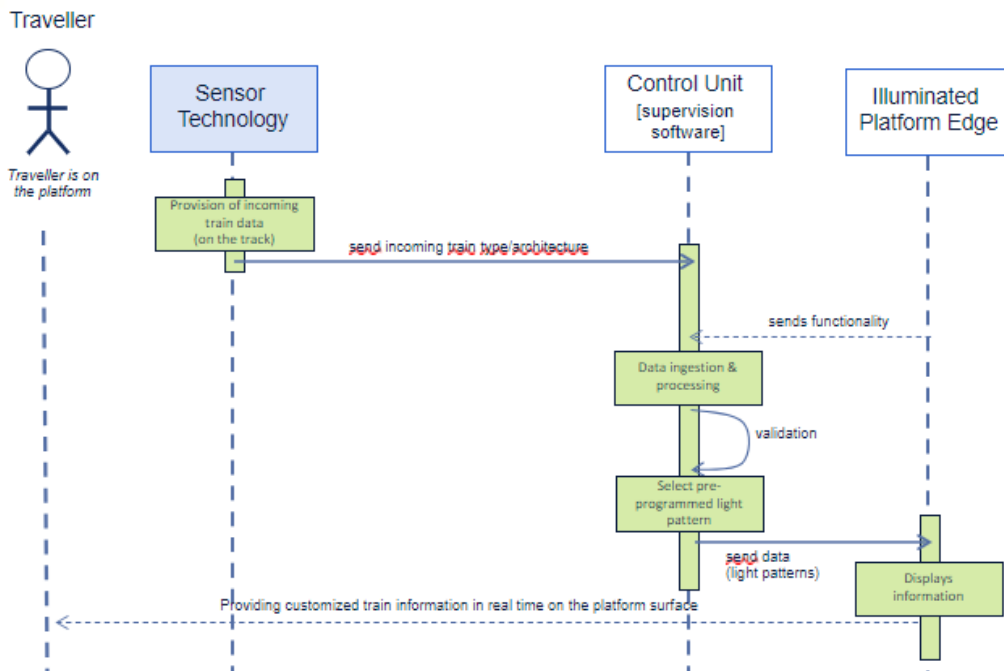 Traveller
Traveller is on
the platform
Sensor
Technology
Control Unit
[supervision
software]
Illuminated
Platform Edge
Provision of incoming
train data
(on the track)
send incoming train type/architecture
sends functionality
Data ingestion &
processing
validation
Select pre-
programmed light
pattern
send data
(light patterns)
Displays
information
Providing customized train information in real time on the platform surface